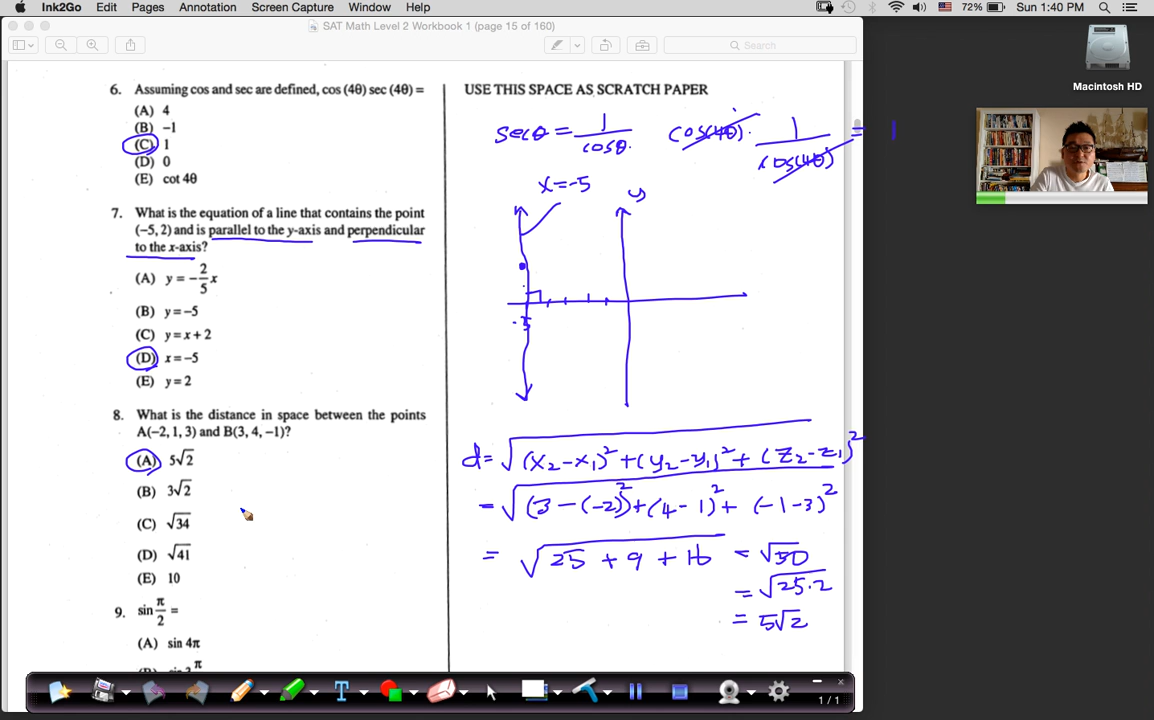 Ink2Go Edit Pages Annotation Screen Capture Window Help 72% Sun 1:40 PM
SAT Math Level 2 Workbook 1 (page 15 of 160)
Search
Macintosh HD
6. Assuming cos and sec are defined, cos (4θ) sec (4θ) =
(A) 4
(B) −1
(C) 1
(D) 0
(E) cot 4θ
7. What is the equation of a line that contains the point
(−5, 2) and is parallel to the y-axis and perpendicular
to the x-axis?
(A) y = −2/5 x
(B) y = −5
(C) y = x + 2
(D) x = −5
(E) y = 2
8. What is the distance in space between the points
A(−2, 1, 3) and B(3, 4, −1)?
(A) 5√2
(B) 3√2
(C) √34
(D) √41
(E) 10
9. sin π/2 =
(A) sin 4π
USE THIS SPACE AS SCRATCH PAPER
secθ = 1/cosθ. cos(4θ) · 1/cos(4θ) = 1
x=-5 y
-5
d = √(x₂-x₁)²+(y₂-y₁)²+(z₂-z₁)²
= √(3-(-2))²+(4-1)²+(-1-3)²
= √25+9+16 = √50
= √25·2
= 5√2
1/1